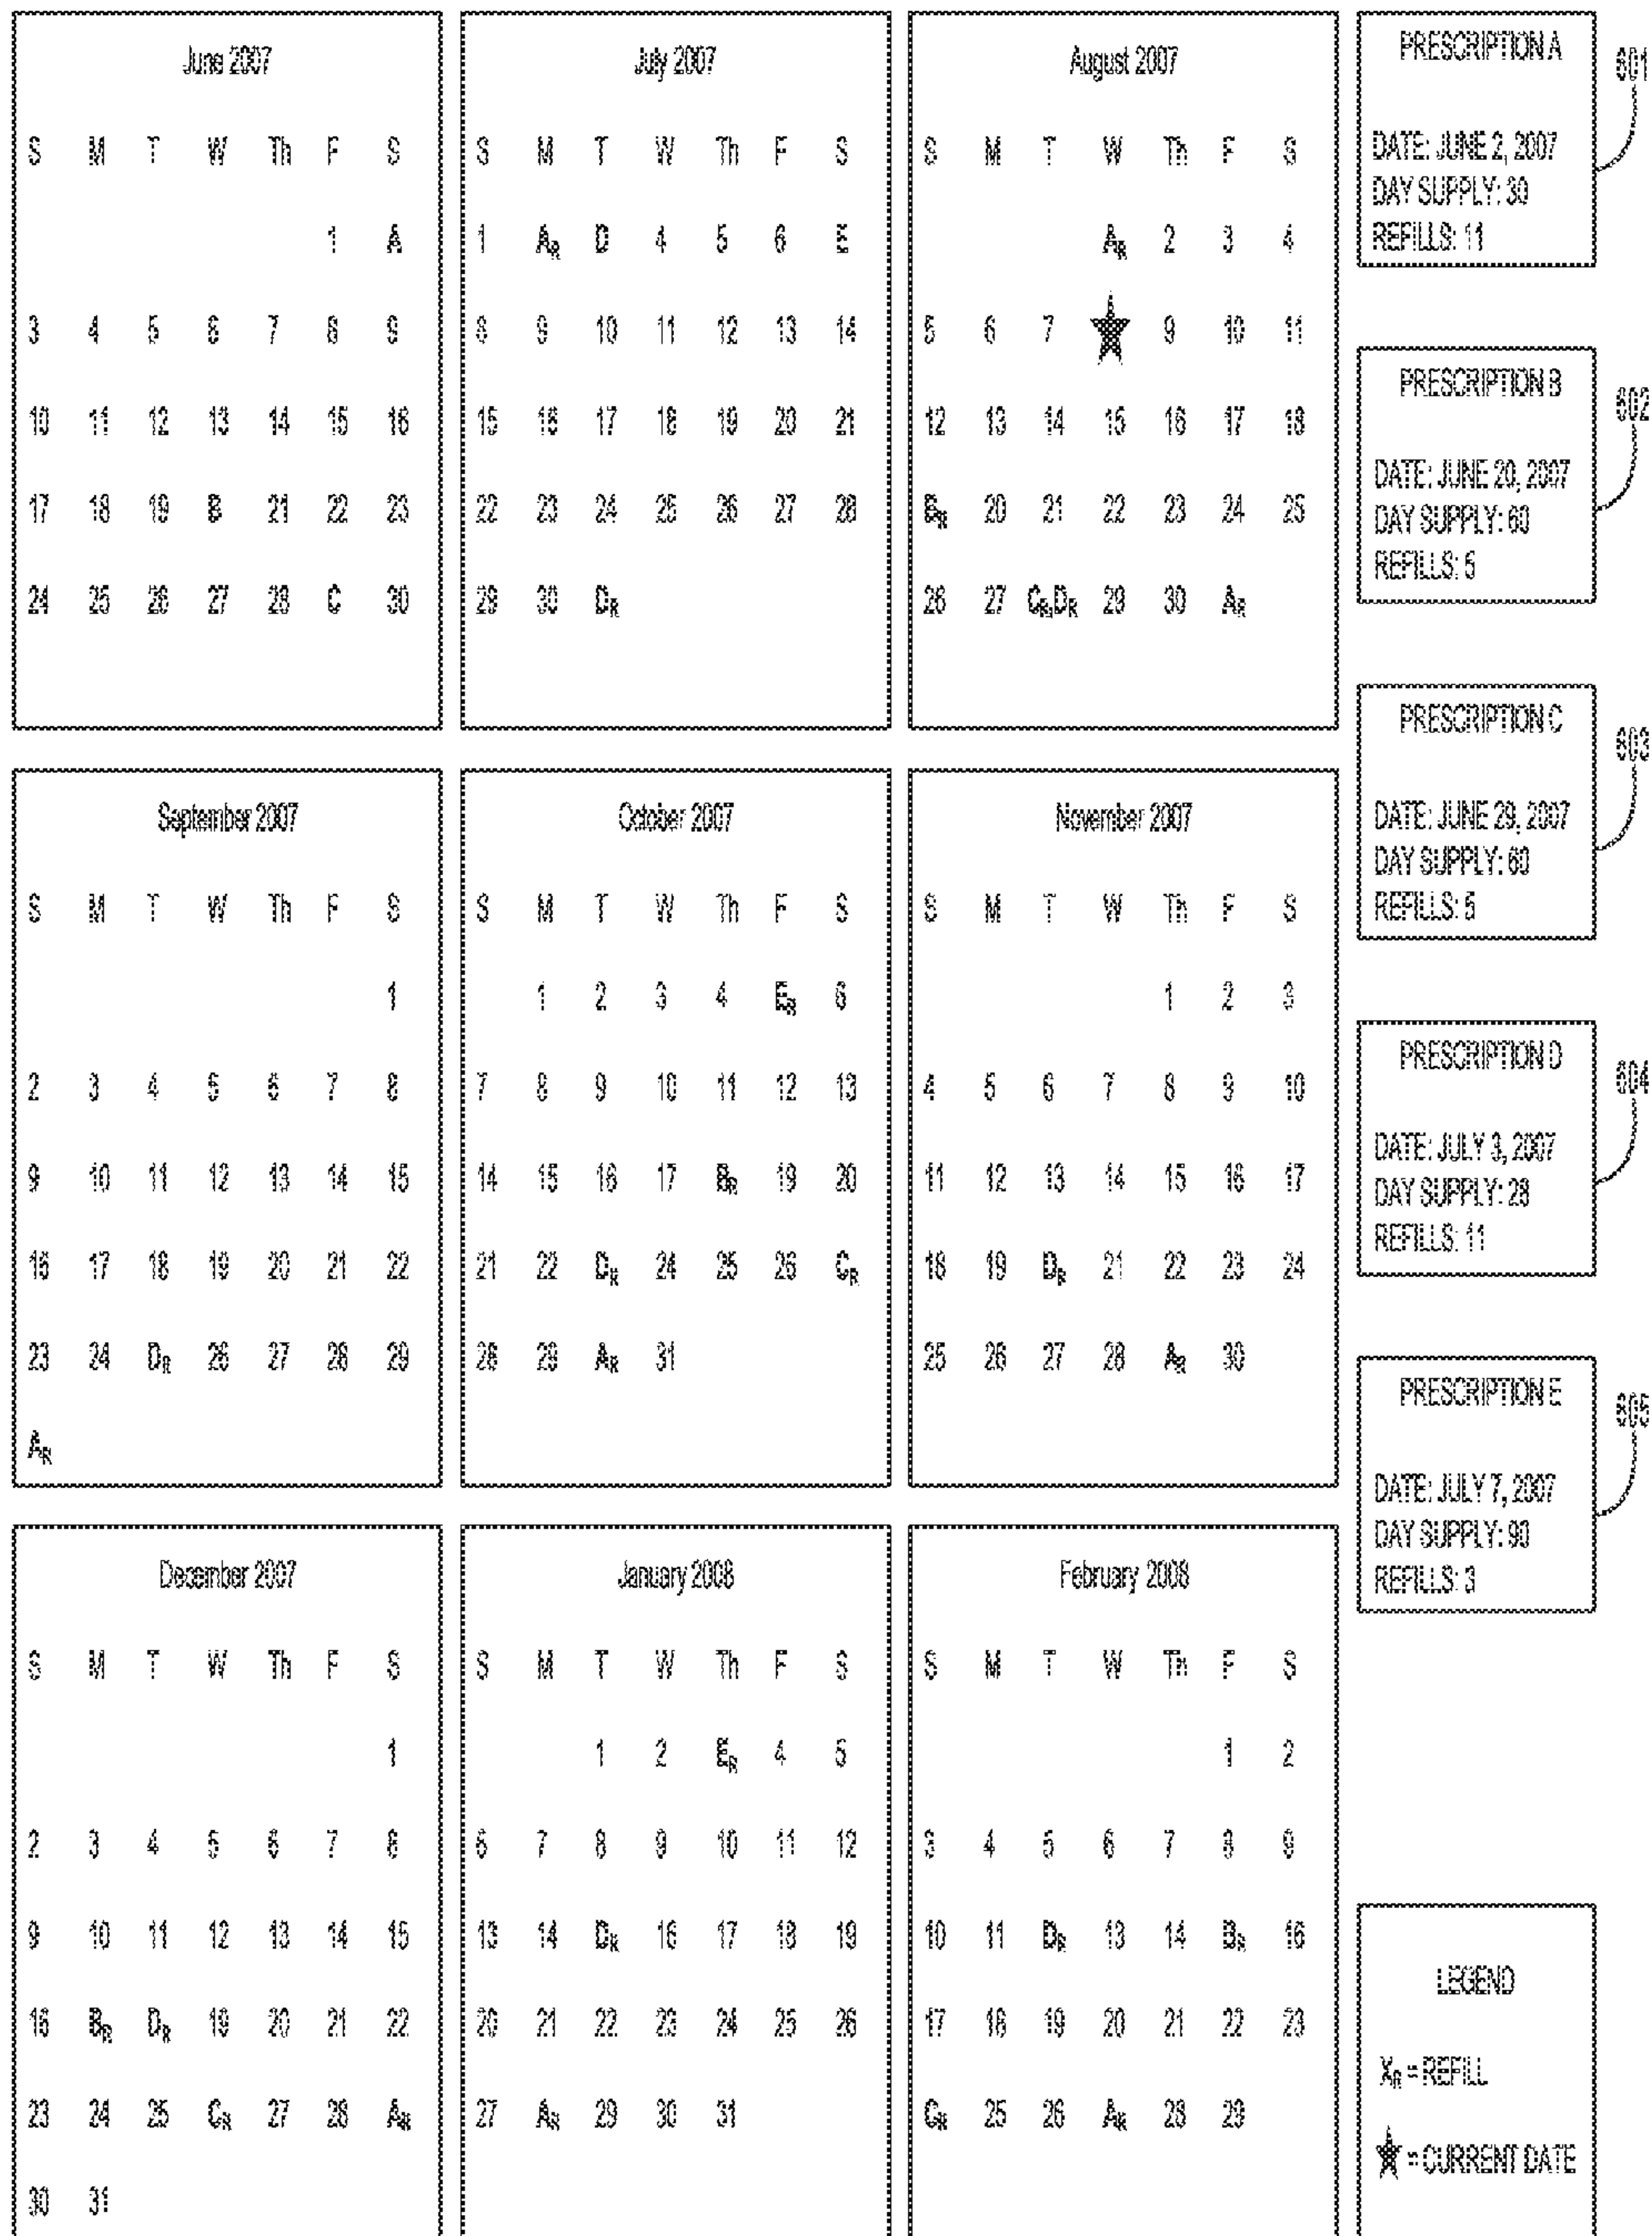 June 2007
S M T W Th F S
1 A
3 4 5 6 7 8 9
10 11 12 13 14 15 16
17 18 19 B 21 22 23
24 25 26 27 28 C 30
July 2007
S M T W Th F S
1 AR D 4 5 6 E
8 9 10 11 12 13 14
15 16 17 18 19 20 21
22 23 24 25 26 27 28
29 30 DR
August 2007
S M T W Th F S
AR 2 3 4
5 6 7 ★ 9 10 11
12 13 14 15 16 17 18
BR 20 21 22 23 24 25
26 27 CR,DR 29 30 AR
PRESCRIPTION A
DATE: JUNE 2, 2007
DAY SUPPLY: 30
REFILLS: 11
601
PRESCRIPTION B
DATE: JUNE 20, 2007
DAY SUPPLY: 60
REFILLS: 5
602
PRESCRIPTION C
DATE: JUNE 29, 2007
DAY SUPPLY: 60
REFILLS: 5
603
September 2007
S M T W Th F S
1
2 3 4 5 6 7 8
9 10 11 12 13 14 15
16 17 18 19 20 21 22
23 24 DR 26 27 28 29
AR
October 2007
S M T W Th F S
1 2 3 4 ER 6
7 8 9 10 11 12 13
14 15 16 17 BR 19 20
21 22 DR 24 25 26 CR
28 29 AR 31
November 2007
S M T W Th F S
1 2 3
4 5 6 7 8 9 10
11 12 13 14 15 16 17
18 19 DR 21 22 23 24
25 26 27 28 AR 30
PRESCRIPTION D
DATE: JULY 3, 2007
DAY SUPPLY: 28
REFILLS: 11
604
PRESCRIPTION E
DATE: JULY 7, 2007
DAY SUPPLY: 90
REFILLS: 3
605
December 2007
S M T W Th F S
1
2 3 4 5 6 7 8
9 10 11 12 13 14 15
16 BR DR 19 20 21 22
23 24 25 CR 27 28 AR
30 31
January 2008
S M T W Th F S
1 2 ER 4 5
6 7 8 9 10 11 12
13 14 DR 16 17 18 19
20 21 22 23 24 25 26
27 AR 29 30 31
February 2008
S M T W Th F S
1 2
3 4 5 6 7 8 9
10 11 DR 13 14 BR 16
17 18 19 20 21 22 23
CR 25 26 AR 28 29
LEGEND
XR = REFILL
★ = CURRENT DATE